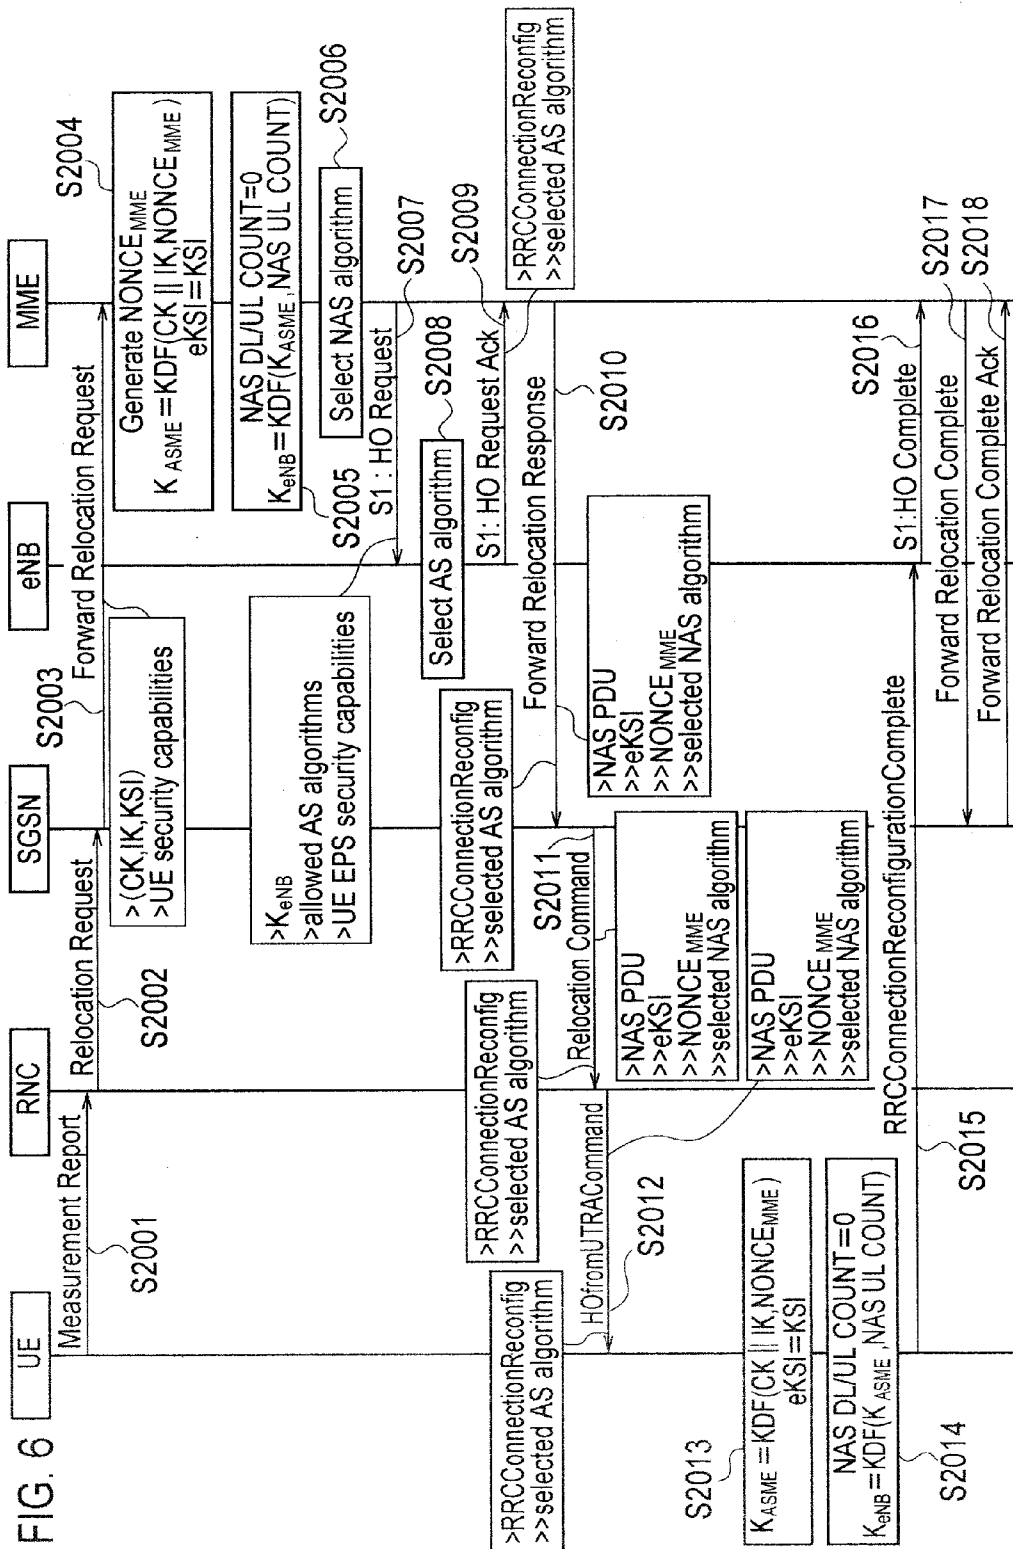 FIG. 6
UE
RNC
SGSN
eNB
MME
Measurement Report
S2001
Relocation Request
S2002
S2003
Forward Relocation Request
>(CK,IK,KSI)
>UE security capabilities
S2004
Generate NONCE_MME
K_ASME=KDF(CK || IK,NONCE_MME)
eKSI=KSI
NAS DL/UL COUNT=0
K_eNB=KDF(K_ASME,NAS UL COUNT)
S2005
Select NAS algorithm
S2006
S1 : HO Request
S2007
>K_eNB
>allowed AS algorithms
>UE EPS security capabilities
Select AS algorithm
S2008
S1: HO Request Ack
S2009
>RRCConnectionReconfig
>>selected AS algorithm
Forward Relocation Response
S2010
>RRCConnectionReconfig
>>selected AS algorithm
>NAS PDU
>>eKSI
>>NONCE_MME
>>selected NAS algorithm
S2011
Relocation Command
>RRCConnectionReconfig
>>selected AS algorithm
>NAS PDU
>>eKSI
>>NONCE_MME
>>selected NAS algorithm
HOfromUTRACommand
S2012
>RRCConnectionReconfig
>>selected AS algorithm
>NAS PDU
>>eKSI
>>NONCE_MME
>>selected NAS algorithm
S2013
K_ASME=KDF(CK || IK,NONCE_MME)
eKSI=KSI
NAS DL/UL COUNT=0
K_eNB=KDF(K_ASME,NAS UL COUNT)
S2014
RRCConnectionReconfigurationComplete
S2015
S1:HO Complete
S2016
Forward Relocation Complete
S2017
Forward Relocation Complete Ack
S2018